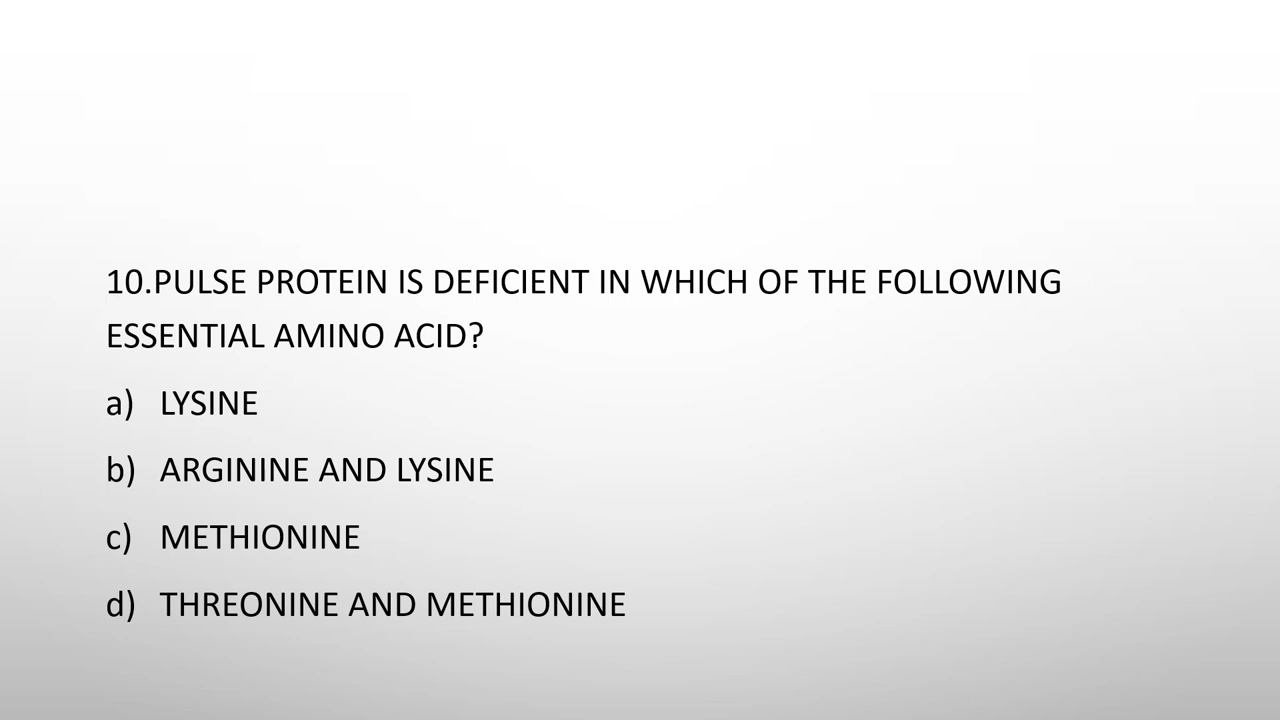 10.PULSE PROTEIN IS DEFICIENT IN WHICH OF THE FOLLOWING
ESSENTIAL AMINO ACID?
a) LYSINE
b) ARGININE AND LYSINE
c) METHIONINE
d) THREONINE AND METHIONINE